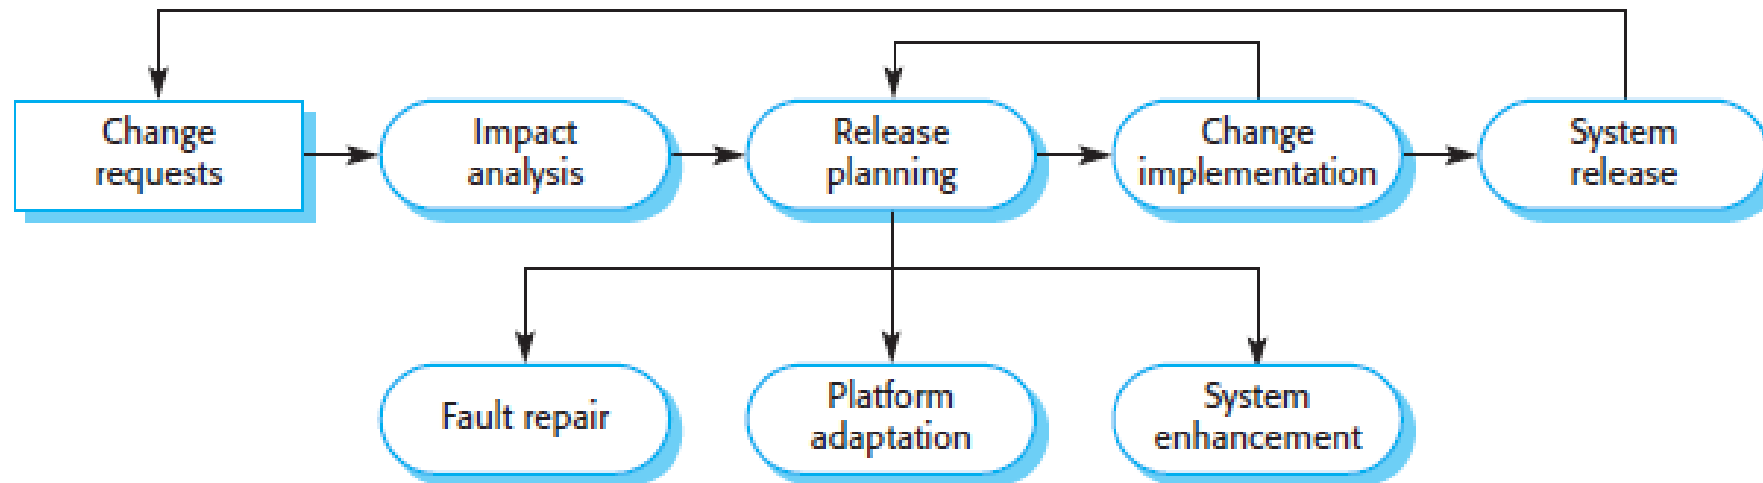 Change
requests
Impact
analysis
Release
planning
Change
implementation
System
release
Fault repair
Platform
adaptation
System
enhancement